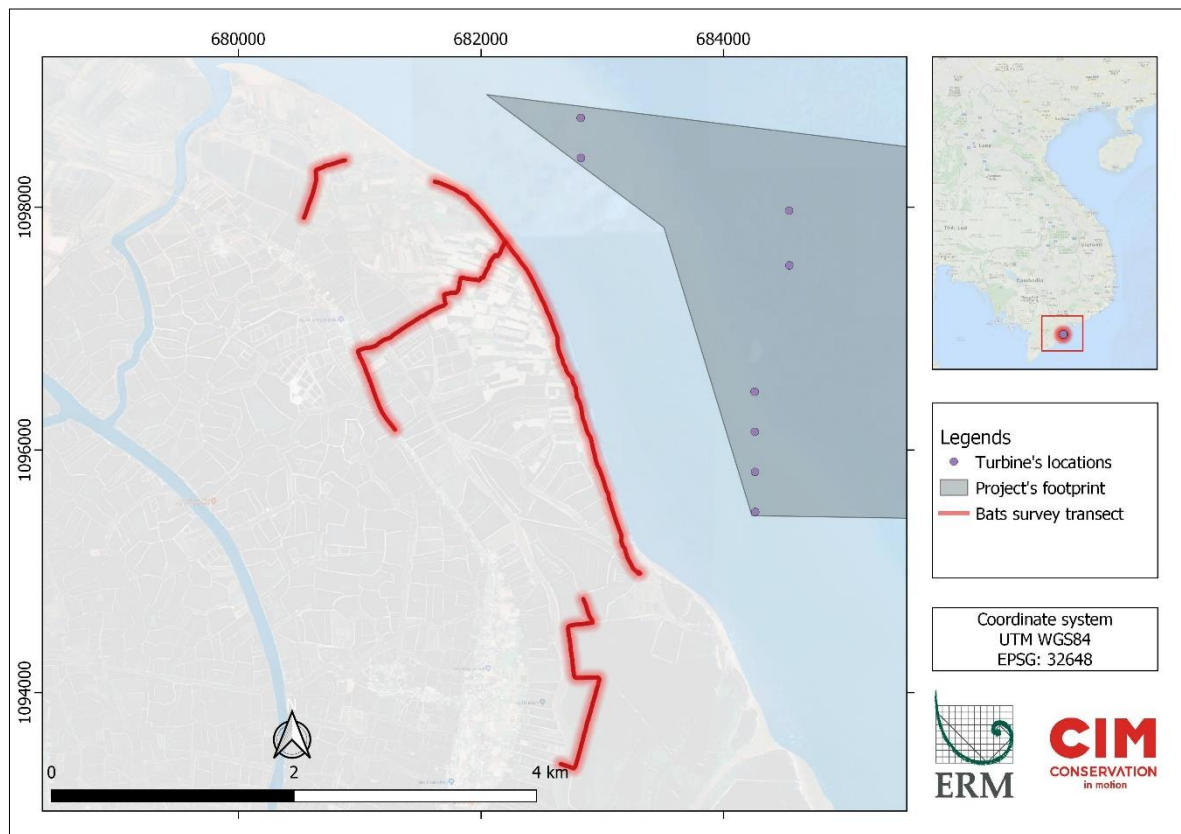 680000
682000
684000
1098000
1096000
1094000
0
2
4 km
Legends
Turbine's locations
Project's footprint
Bats survey transect
Coordinate system
UTM WGS84
EPSG: 32648
ERM
CIM
CONSERVATION
in motion